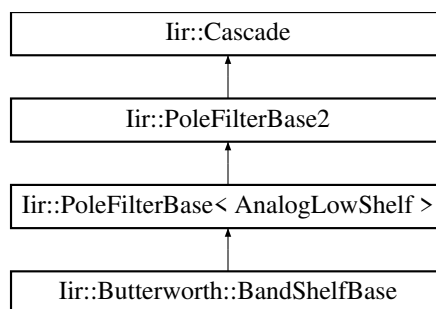 Iir::Cascade
Iir::PoleFilterBase2
Iir::PoleFilterBase< AnalogLowShelf >
Iir::Butterworth::BandShelfBase